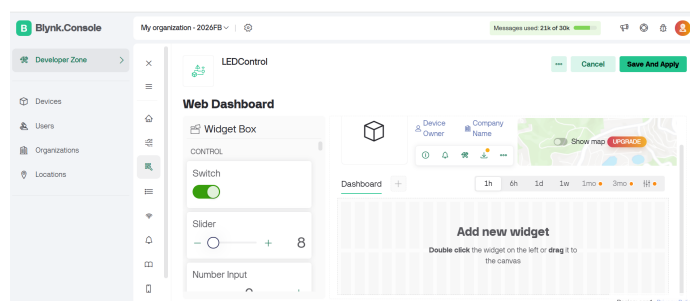 B Blynk.Console
My organization - 2026FB
Messages used: 21k of 30k
Developer Zone
Devices
Users
Organizations
Locations
LEDControl
Cancel
Save And Apply
Web Dashboard
Widget Box
CONTROL
Switch
Slider
– + 8
Number Input
Device Owner
Company Name
Show map UPGRADE
Dashboard +
1h 6h 1d 1w 1mo 3mo
Add new widget
Double click the widget on the left or drag it to
the canvas